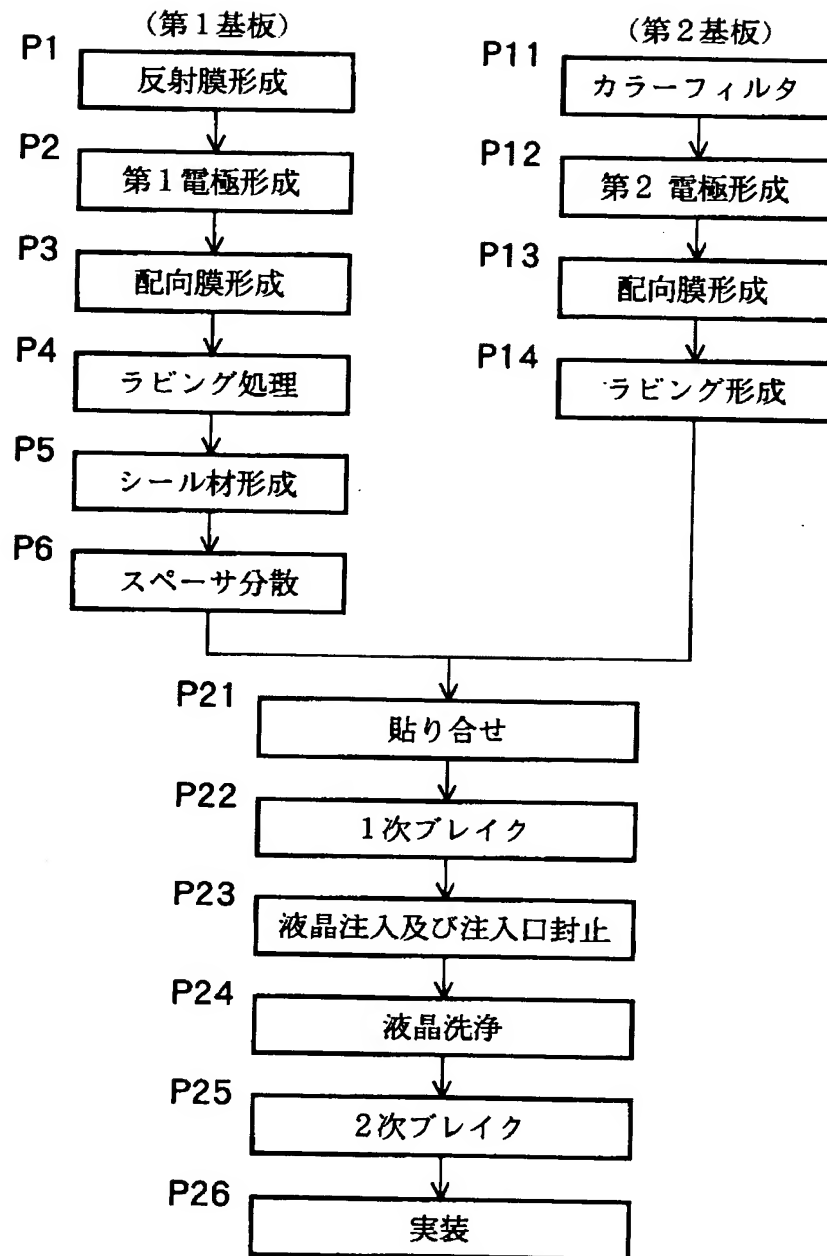 (第1基板)
P1
反射膜形成
P2
第1電極形成
P3
配向膜形成
P4
ラビング処理
P5
シール材形成
P6
スペーサ分散
(第2基板)
P11
カラーフィルタ
P12
第2 電極形成
P13
配向膜形成
P14
ラビング形成
P21
貼り合せ
P22
1次ブレイク
P23
液晶注入及び注入口封止
P24
液晶洗浄
P25
2次ブレイク
P26
実装